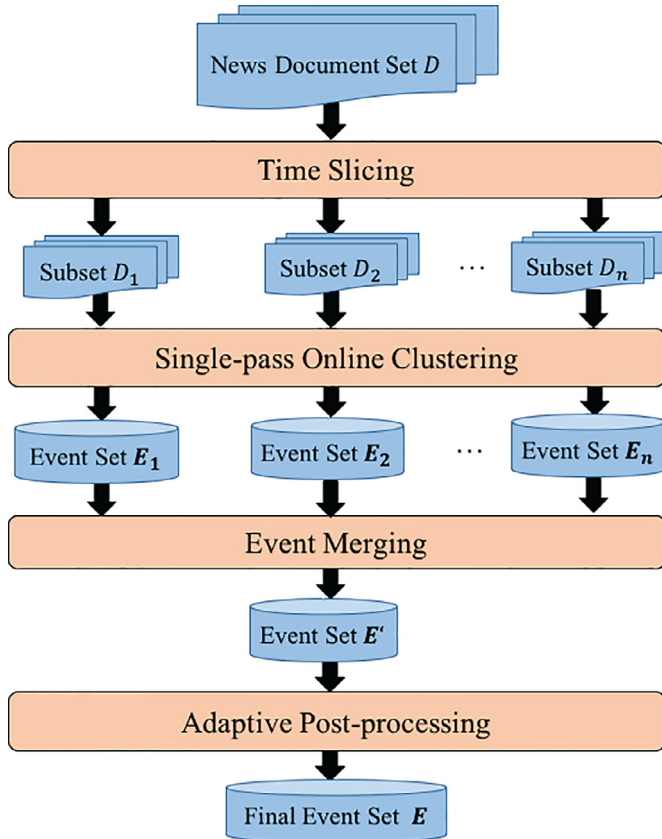 News Document Set D
Time Slicing
Subset D₁
Subset D₂
⋯
Subset Dₙ
Single-pass Online Clustering
Event Set E₁
Event Set E₂
⋯
Event Set Eₙ
Event Merging
Event Set E‘
Adaptive Post-processing
Final Event Set E